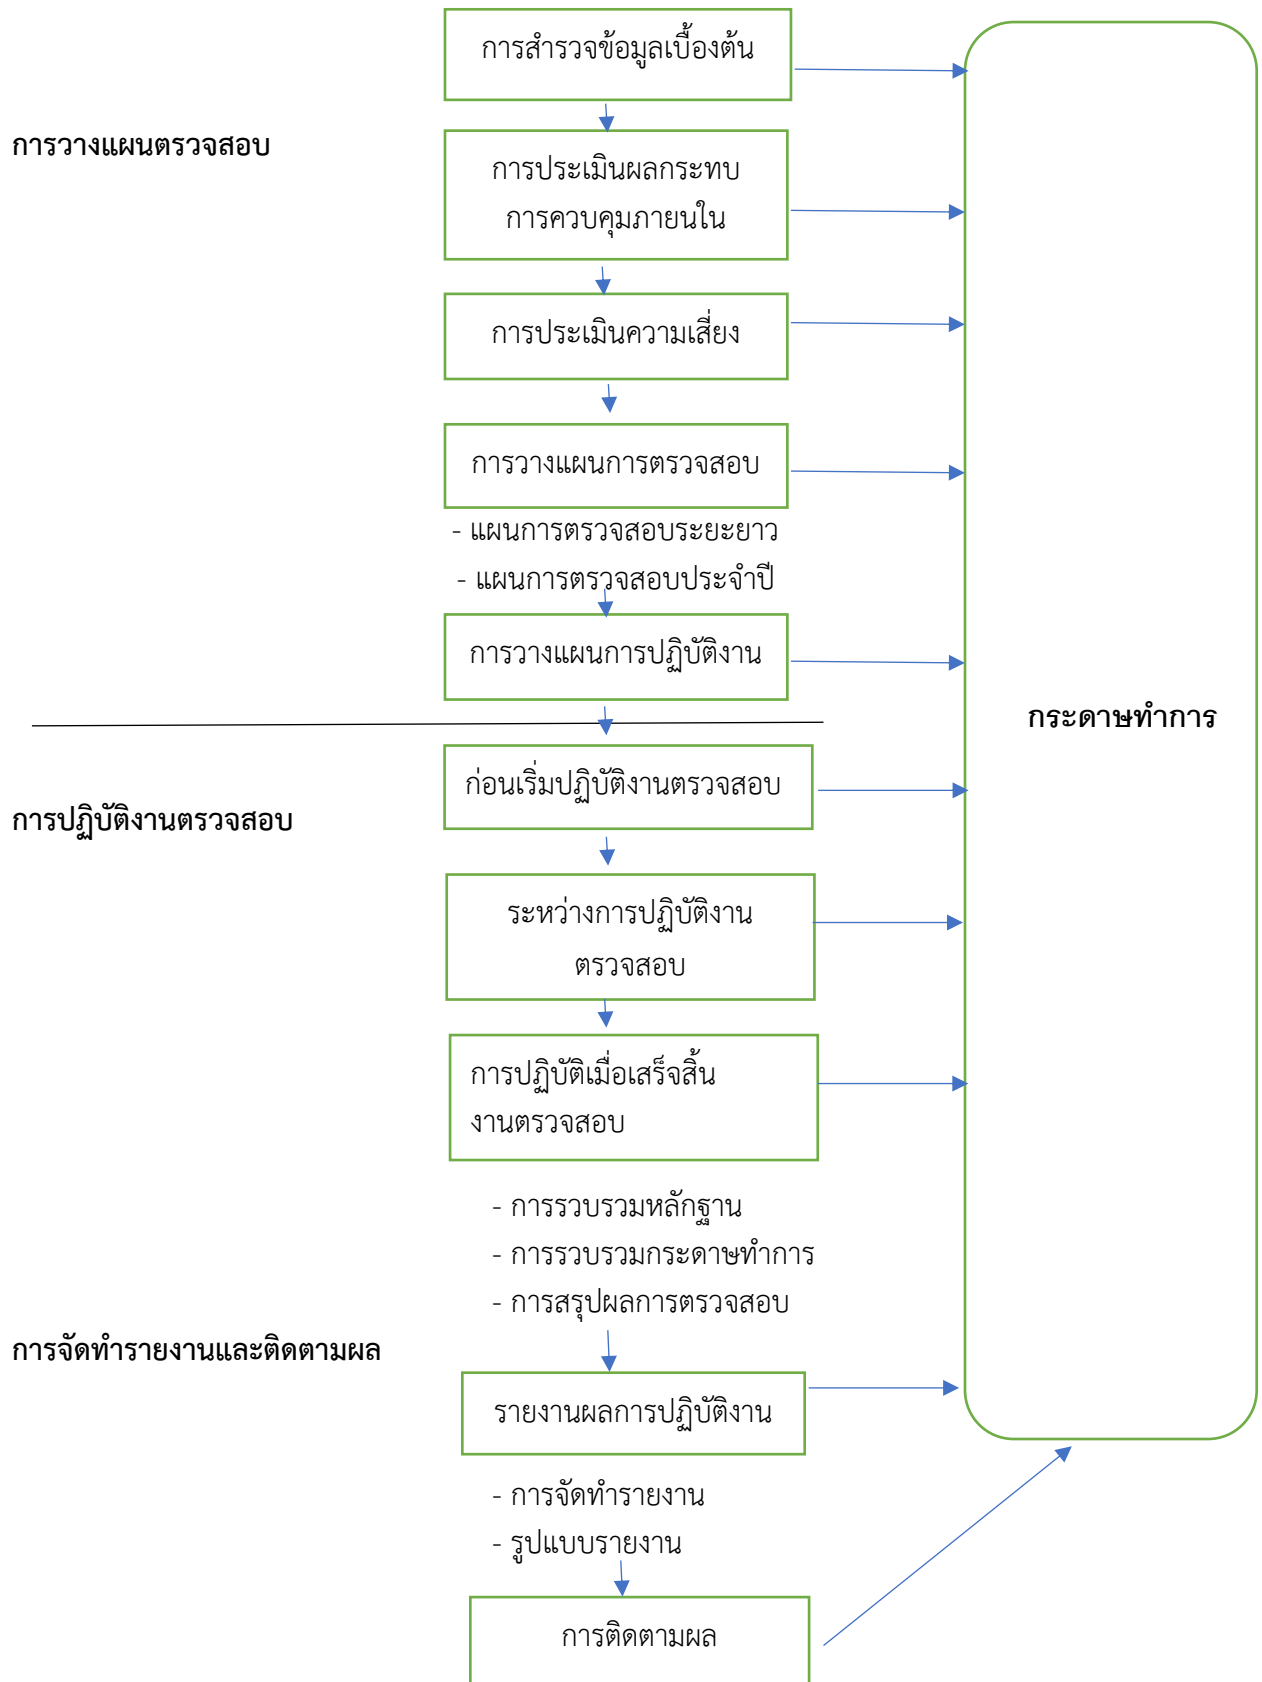 การสำรวจข้อมูลเบื้องต้น
การวางแผนตรวจสอบ
การประเมินผลกระทบ
การควบคุมภายนใน
การประเมินความเสี่ยง
การวางแผนการตรวจสอบ
- แผนการตรวจสอบระยะยาว
- แผนการตรวจสอบประจำปี
การวางแผนการปฏิบัติงาน
กระดาษทำการ
ก่อนเริ่มปฏิบัติงานตรวจสอบ
การปฏิบัติงานตรวจสอบ
ระหว่างการปฏิบัติงาน
ตรวจสอบ
การปฏิบัติเมื่อเสร็จสิ้น
งานตรวจสอบ
- การรวบรวมหลักฐาน
- การรวบรวมกระดาษทำการ
- การสรุปผลการตรวจสอบ
การจัดทำรายงานและติดตามผล
รายงานผลการปฏิบัติงาน
- การจัดทำรายงาน
- รูปแบบรายงาน
การติดตามผล